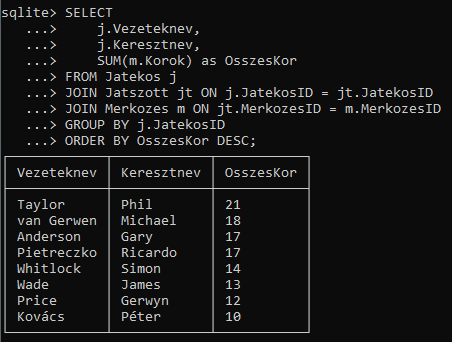 sqlite> SELECT
   ...>     j.Vezeteknev,
   ...>     j.Keresztnev,
   ...>     SUM(m.Korok) as OsszesKor
   ...> FROM Jatekos j
   ...> JOIN Jatszott jt ON j.JatekosID = jt.JatekosID
   ...> JOIN Merkozes m ON jt.MerkozesID = m.MerkozesID
   ...> GROUP BY j.JatekosID
   ...> ORDER BY OsszesKor DESC;
Vezeteknev Keresztnev OsszesKor
Taylor Phil 21
van Gerwen Michael 18
Anderson Gary 17
Pietreczko Ricardo 17
Whitlock Simon 14
Wade James 13
Price Gerwyn 12
Kovács Péter 10